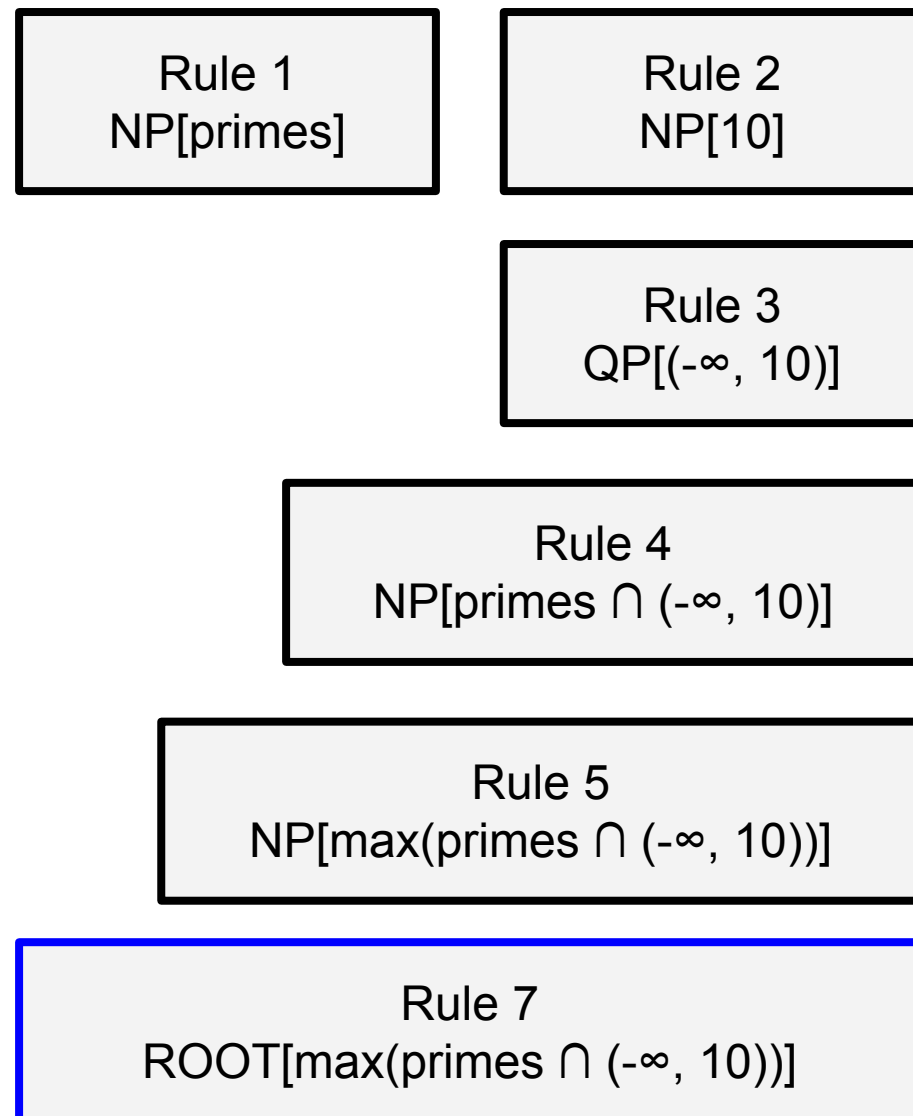 Rule 1
NP[primes]
Rule 2
NP[10]
Rule 3
QP[(-∞, 10)]
Rule 4
NP[primes ∩ (-∞, 10)]
Rule 5
NP[max(primes ∩ (-∞, 10))]
Rule 7
ROOT[max(primes ∩ (-∞, 10))]